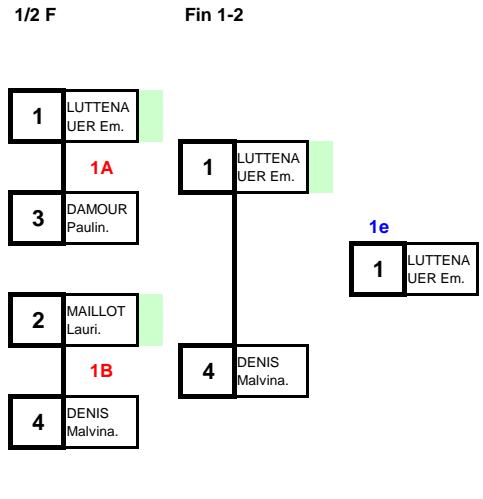 1/2 F
Fin 1-2
1
LUTTENA
UER Em.
1A
3
DAMOUR
Paulin.
2
MAILLOT
Lauri.
1B
4
DENIS
Malvina.
1
LUTTENA
UER Em.
4
DENIS
Malvina.
1e
1
LUTTENA
UER Em.